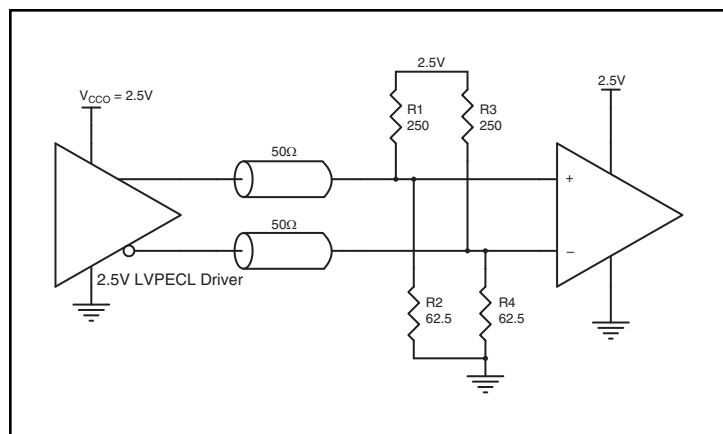 2.5V
2.5V
V_CCO = 2.5V
R1
250
R3
250
50Ω
+
50Ω
–
2.5V LVPECL Driver
R2
62.5
R4
62.5